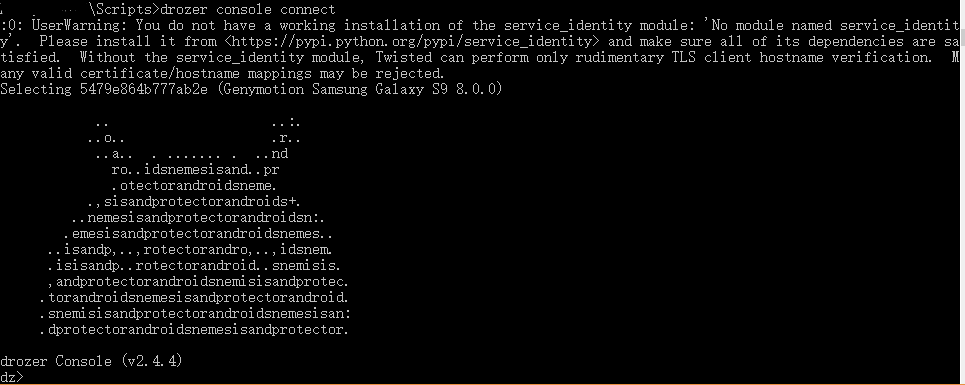 \Scripts>drozer console connect
:0: UserWarning: You do not have a working installation of the service_identity module: 'No module named service_identit
y'.  Please install it from <https://pypi.python.org/pypi/service_identity> and make sure all of its dependencies are sa
tisfied.  Without the service_identity module, Twisted can perform only rudimentary TLS client hostname verification.  M
any valid certificate/hostname mappings may be rejected.
Selecting 5479e864b777ab2e (Genymotion Samsung Galaxy S9 8.0.0)
            ..                    ..:.
           ..o..                  .r..
            ..a..  . ....... .  ..nd
              ro..idsnemesisand..pr
              .otectorandroidsneme.
           .,sisandprotectorandroids+.
         ..nemesisandprotectorandroidsn:.
        .emesisandprotectorandroidsnemes..
      ..isandp,..,rotectorandro,..,idsnem.
      .isisandp..rotectorandroid..snemisis.
      ,andprotectorandroidsnemisisandprotec.
     .torandroidsnemesisandprotectorandroid.
     .snemisisandprotectorandroidsnemesisan:
     .dprotectorandroidsnemesisandprotector.
drozer Console (v2.4.4)
dz>